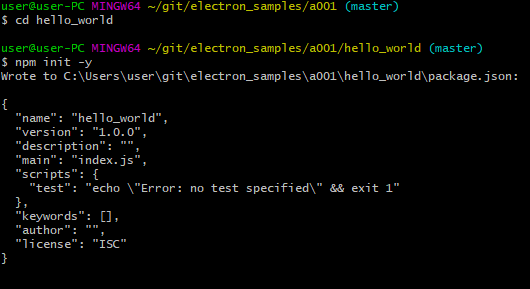 user@user-PC MINGW64 ~/git/electron_samples/a001 (master)
$ cd hello_world
user@user-PC MINGW64 ~/git/electron_samples/a001/hello_world (master)
$ npm init -y
Wrote to C:\Users\user\git\electron_samples\a001\hello_world\package.json:
{
  "name": "hello_world",
  "version": "1.0.0",
  "description": "",
  "main": "index.js",
  "scripts": {
    "test": "echo \"Error: no test specified\" && exit 1"
  },
  "keywords": [],
  "author": "",
  "license": "ISC"
}